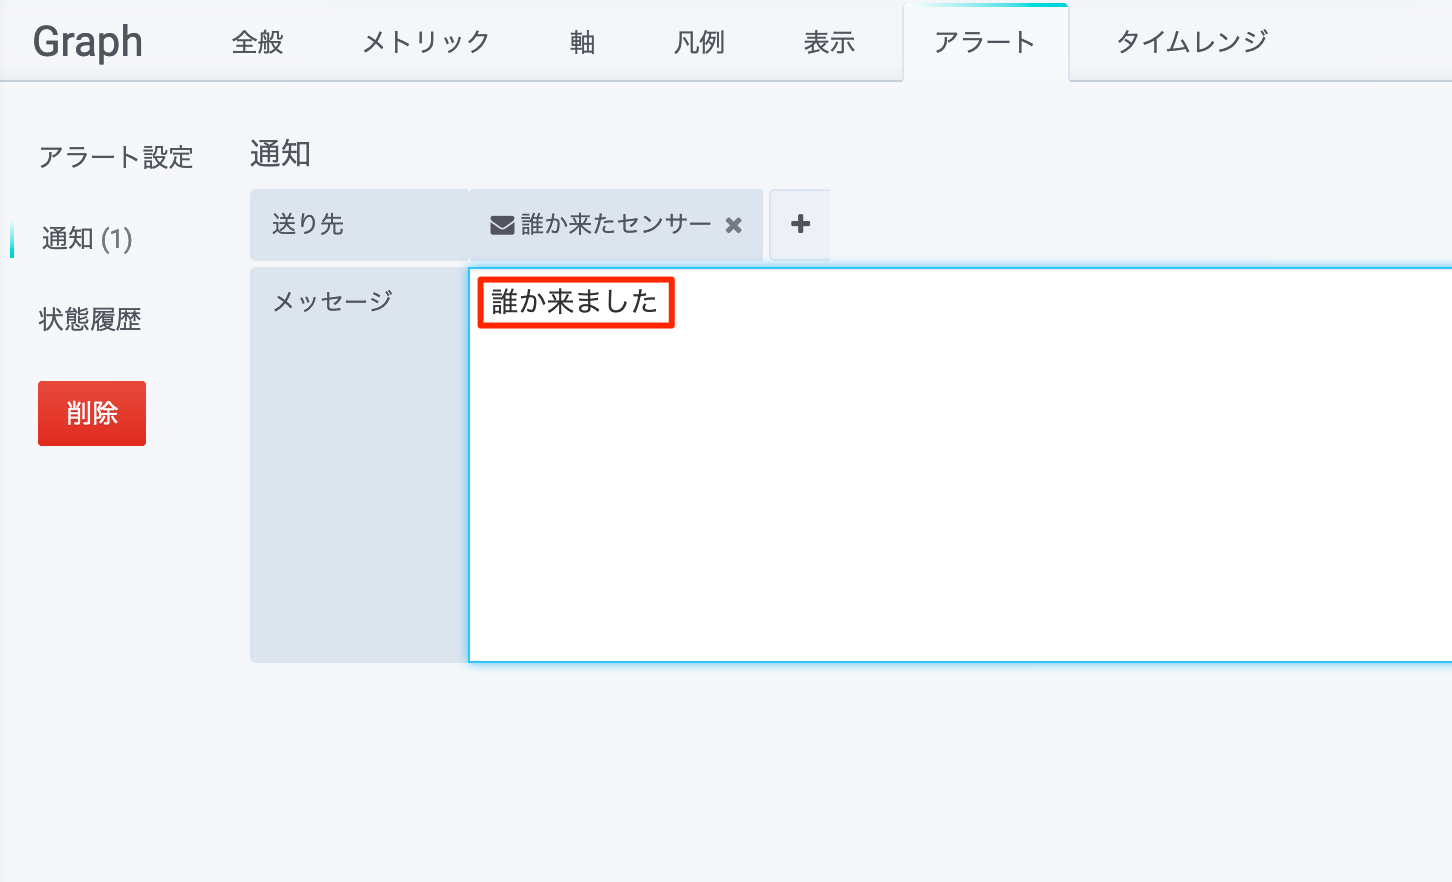 Graph 全般 メトリック 軸 凡例 表示 アラート タイムレンジ
アラート設定
通知 (1)
状態履歴
削除
通知
送り先 誰か来たセンサー
メッセージ 誰か来ました